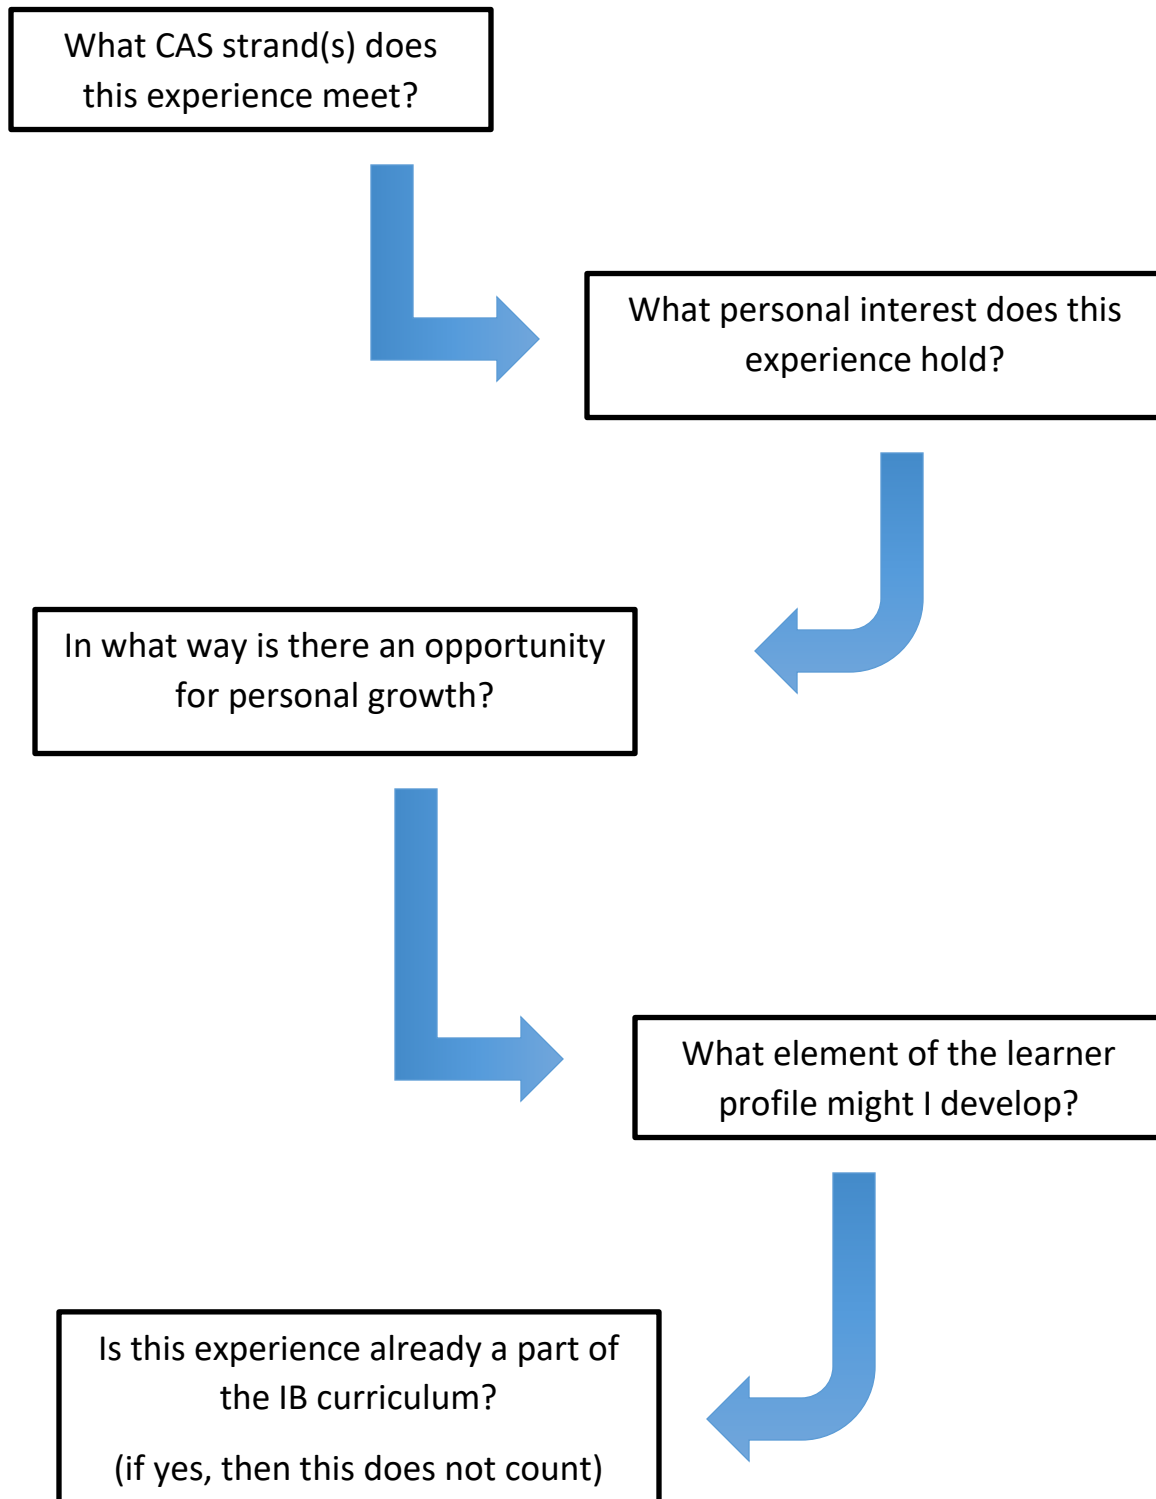 What CAS strand(s) does
this experience meet?
What personal interest does this
experience hold?
In what way is there an opportunity
for personal growth?
What element of the learner
profile might I develop?
Is this experience already a part of
the IB curriculum?
(if yes, then this does not count)